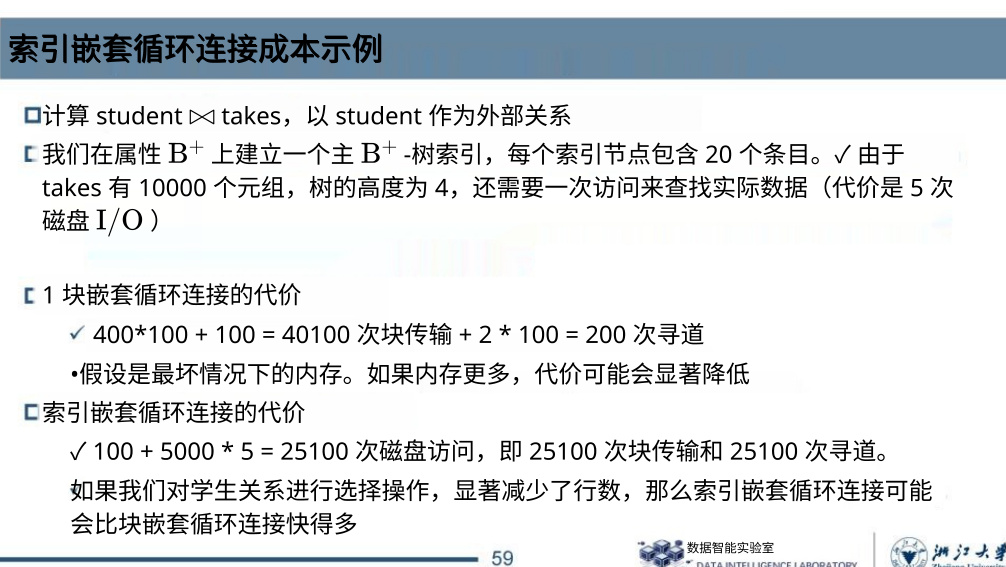 索引嵌套循环连接成本示例
计算 student ⋈ takes，以 student 作为外部关系
我们在属性 B⁺ 上建立一个主 B⁺ -树索引，每个索引节点包含 20 个条目。✓ 由于
takes 有 10000 个元组，树的高度为 4，还需要一次访问来查找实际数据（代价是 5 次
磁盘 I/O ）
1 块嵌套循环连接的代价
✓ 400*100 + 100 = 40100 次块传输 + 2 * 100 = 200 次寻道
•假设是最坏情况下的内存。如果内存更多，代价可能会显著降低
索引嵌套循环连接的代价
✓ 100 + 5000 * 5 = 25100 次磁盘访问，即 25100 次块传输和 25100 次寻道。
如果我们对学生关系进行选择操作，显著减少了行数，那么索引嵌套循环连接可能
会比块嵌套循环连接快得多
59
数据智能实验室
DATA INTELLIGENCE LABORATORY
浙江大学